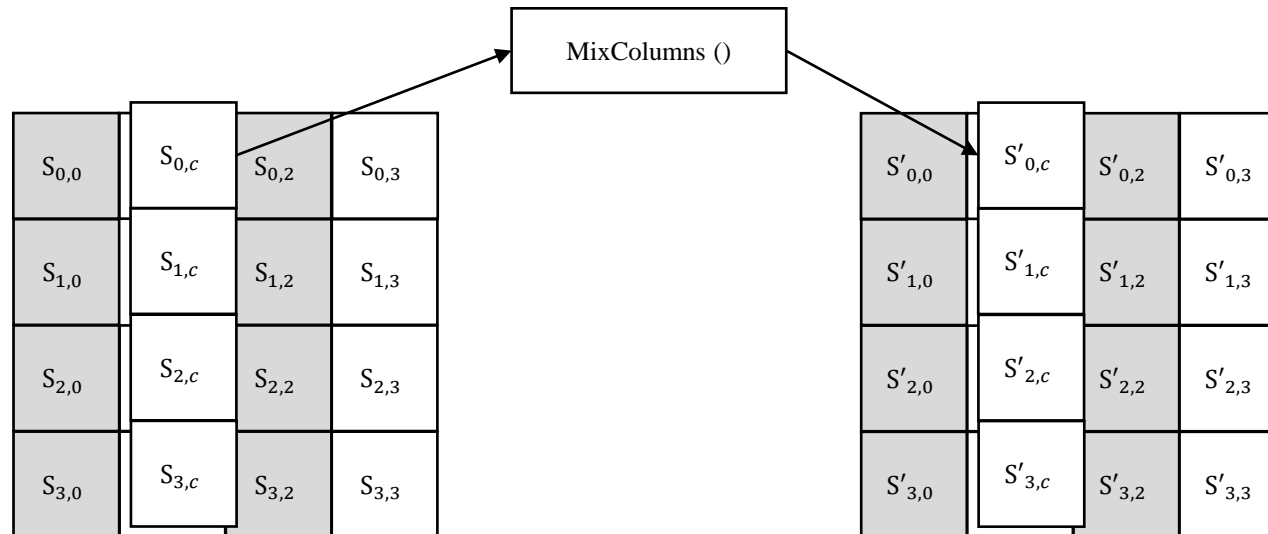 MixColumns ()
S₀,₀ S₀,c S₀,₂ S₀,₃ S′₀,₀ S′₀,c S′₀,₂ S′₀,₃
S₁,₀ S₁,c S₁,₂ S₁,₃ S′₁,₀ S′₁,c S′₁,₂ S′₁,₃
S₂,₀ S₂,c S₂,₂ S₂,₃ S′₂,₀ S′₂,c S′₂,₂ S′₂,₃
S₃,₀ S₃,c S₃,₂ S₃,₃ S′₃,₀ S′₃,c S′₃,₂ S′₃,₃